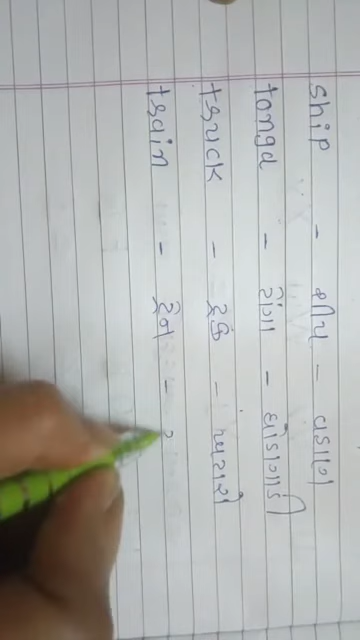 ship - શીપ - વહાણ
tonga - ટાંગા - ઘોડાગાડી
truck - ટ્રક - ખટારો
train - ટ્રેન -